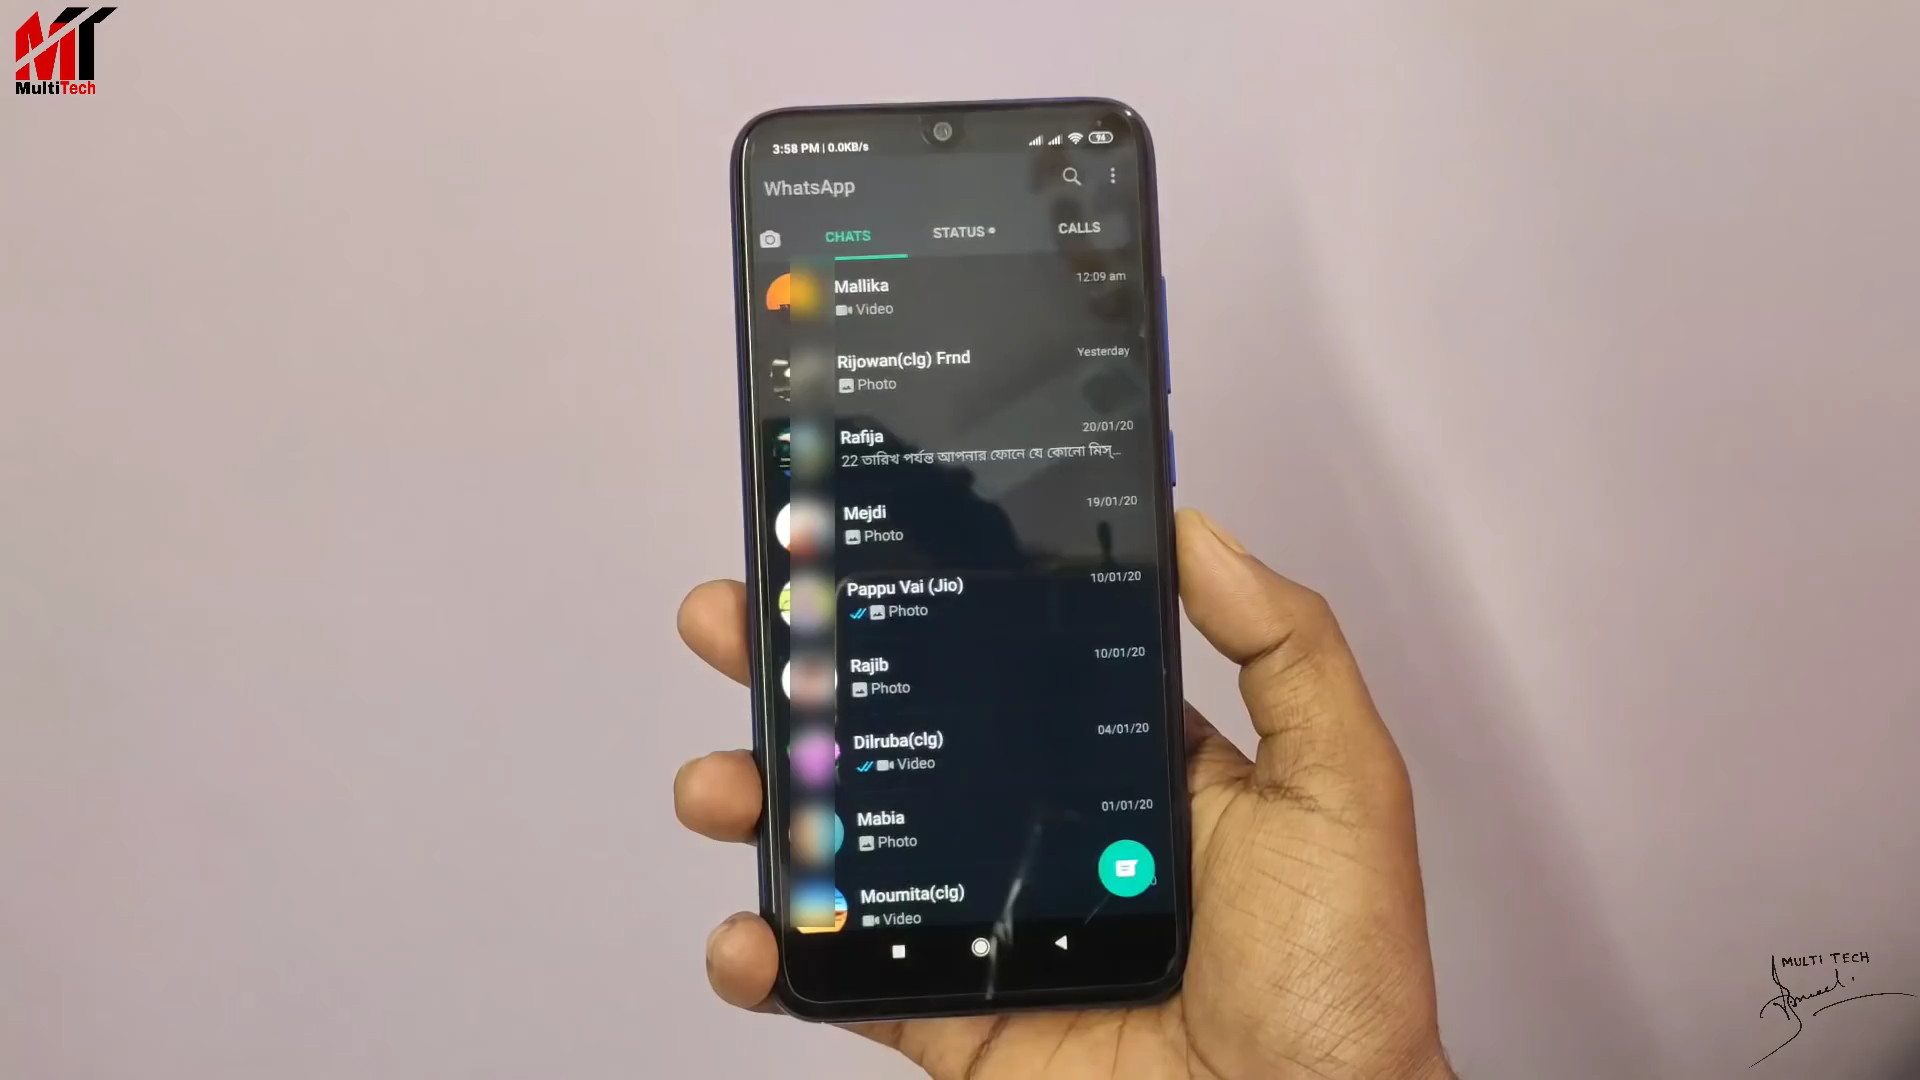 MT
MultiTech
3:58 PM | 0.0KB/s
94
WhatsApp
CHATS STATUS CALLS
Mallika 12:09 am
Video
Rijowan(clg) Frnd Yesterday
Photo
Rafija 20/01/20
22 তারিখ পর্যন্ত আপনার ফোনে যে কোনো মিস্...
Mejdi 19/01/20
Photo
Pappu Vai (Jio) 10/01/20
Photo
Rajib 10/01/20
Photo
Dilruba(clg) 04/01/20
Video
Mabia 01/01/20
Photo
Moumita(clg)
Video
MULTI TECH